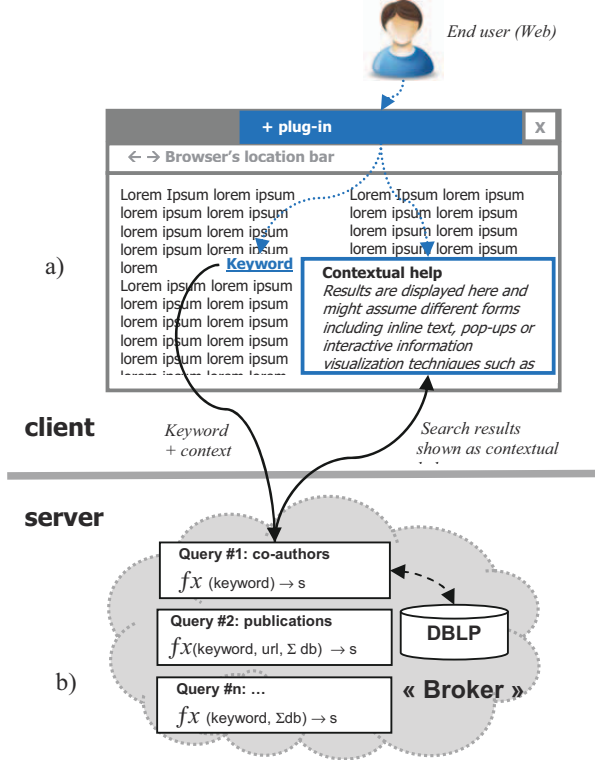 End user (Web)
+ plug-in
X
← → Browser's location bar
Lorem Ipsum lorem ipsum
lorem ipsum lorem ipsum
lorem ipsum lorem ipsum
lorem ipsum lorem ipsum
lorem
Keyword
Lorem ipsum lorem ipsum
lorem ipsum lorem ipsum
lorem ipsum lorem ipsum
lorem ipsum lorem ipsum
lorem ipsum lorem ipsum
lorem ipsum lorem lorem
Lorem Ipsum lorem ipsum
lorem ipsum lorem ipsum
lorem ipsum lorem ipsum
lorem ipsum lorem ipsum
Contextual help
Results are displayed here and
might assume different forms
including inline text, pop-ups or
interactive information
visualization techniques such as
a)
client
Keyword
+ context
Search results
shown as contextual
server
Query #1: co-authors
fx (keyword) → s
Query #2: publications
fx(keyword, url, Σ db) → s
DBLP
b)
Query #n: ...
fx (keyword, Σdb) → s
« Broker »